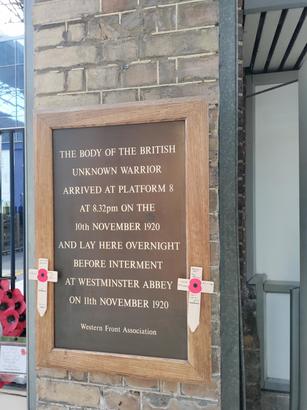 THE BODY OF THE BRITISH
UNKNOWN WARRIOR
ARRIVED AT PLATFORM 8
AT 8.32pm ON THE
10th NOVEMBER 1920
AND LAY HERE OVERNIGHT
BEFORE INTERMENT
AT WESTMINSTER ABBEY
ON 11th NOVEMBER 1920
Western Front Association